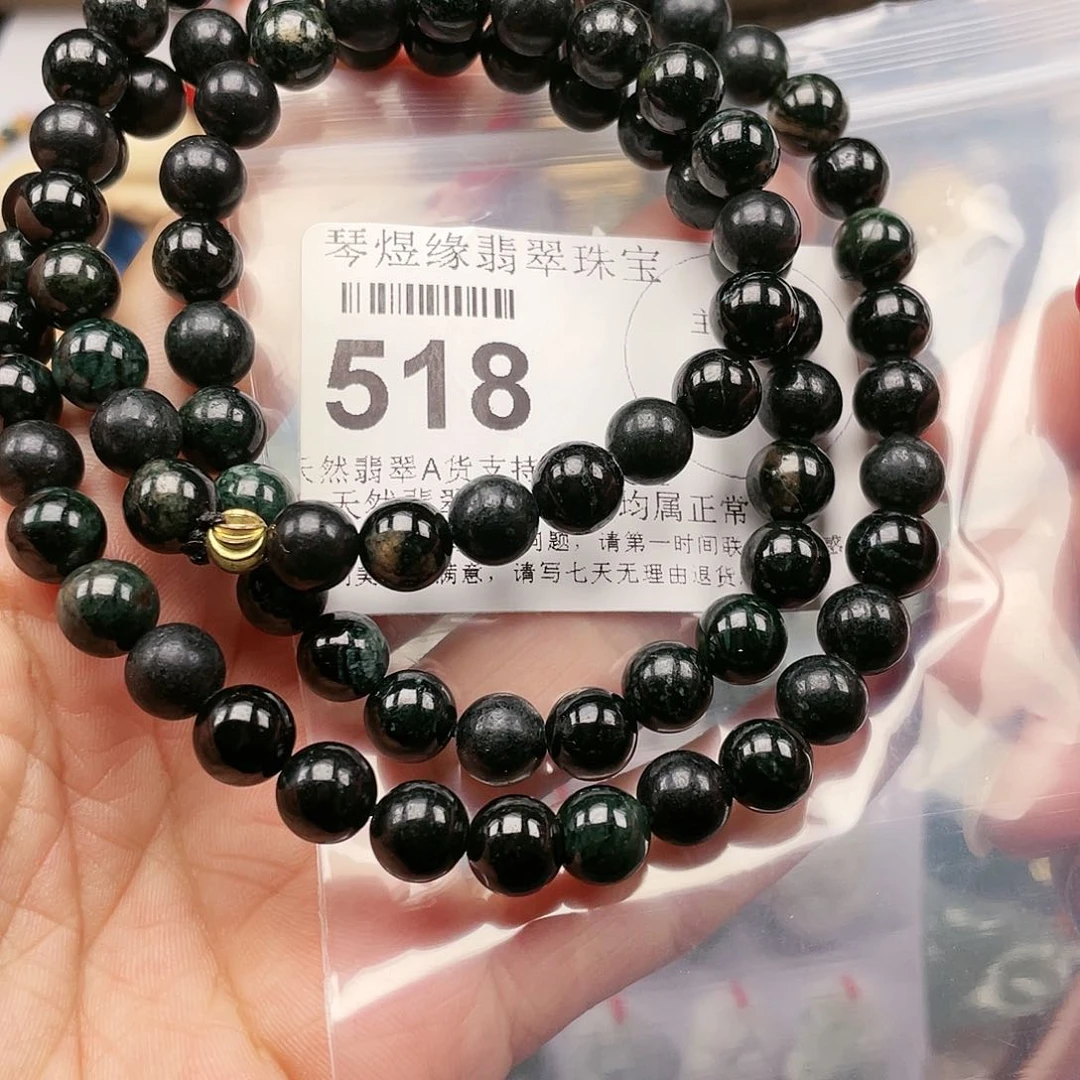 琴煜缘翡翠珠宝
主
518
天然翡翠A货支持
天然翡翠 均属正常
问题，请第一时间联
满意，请写七天无理由退货